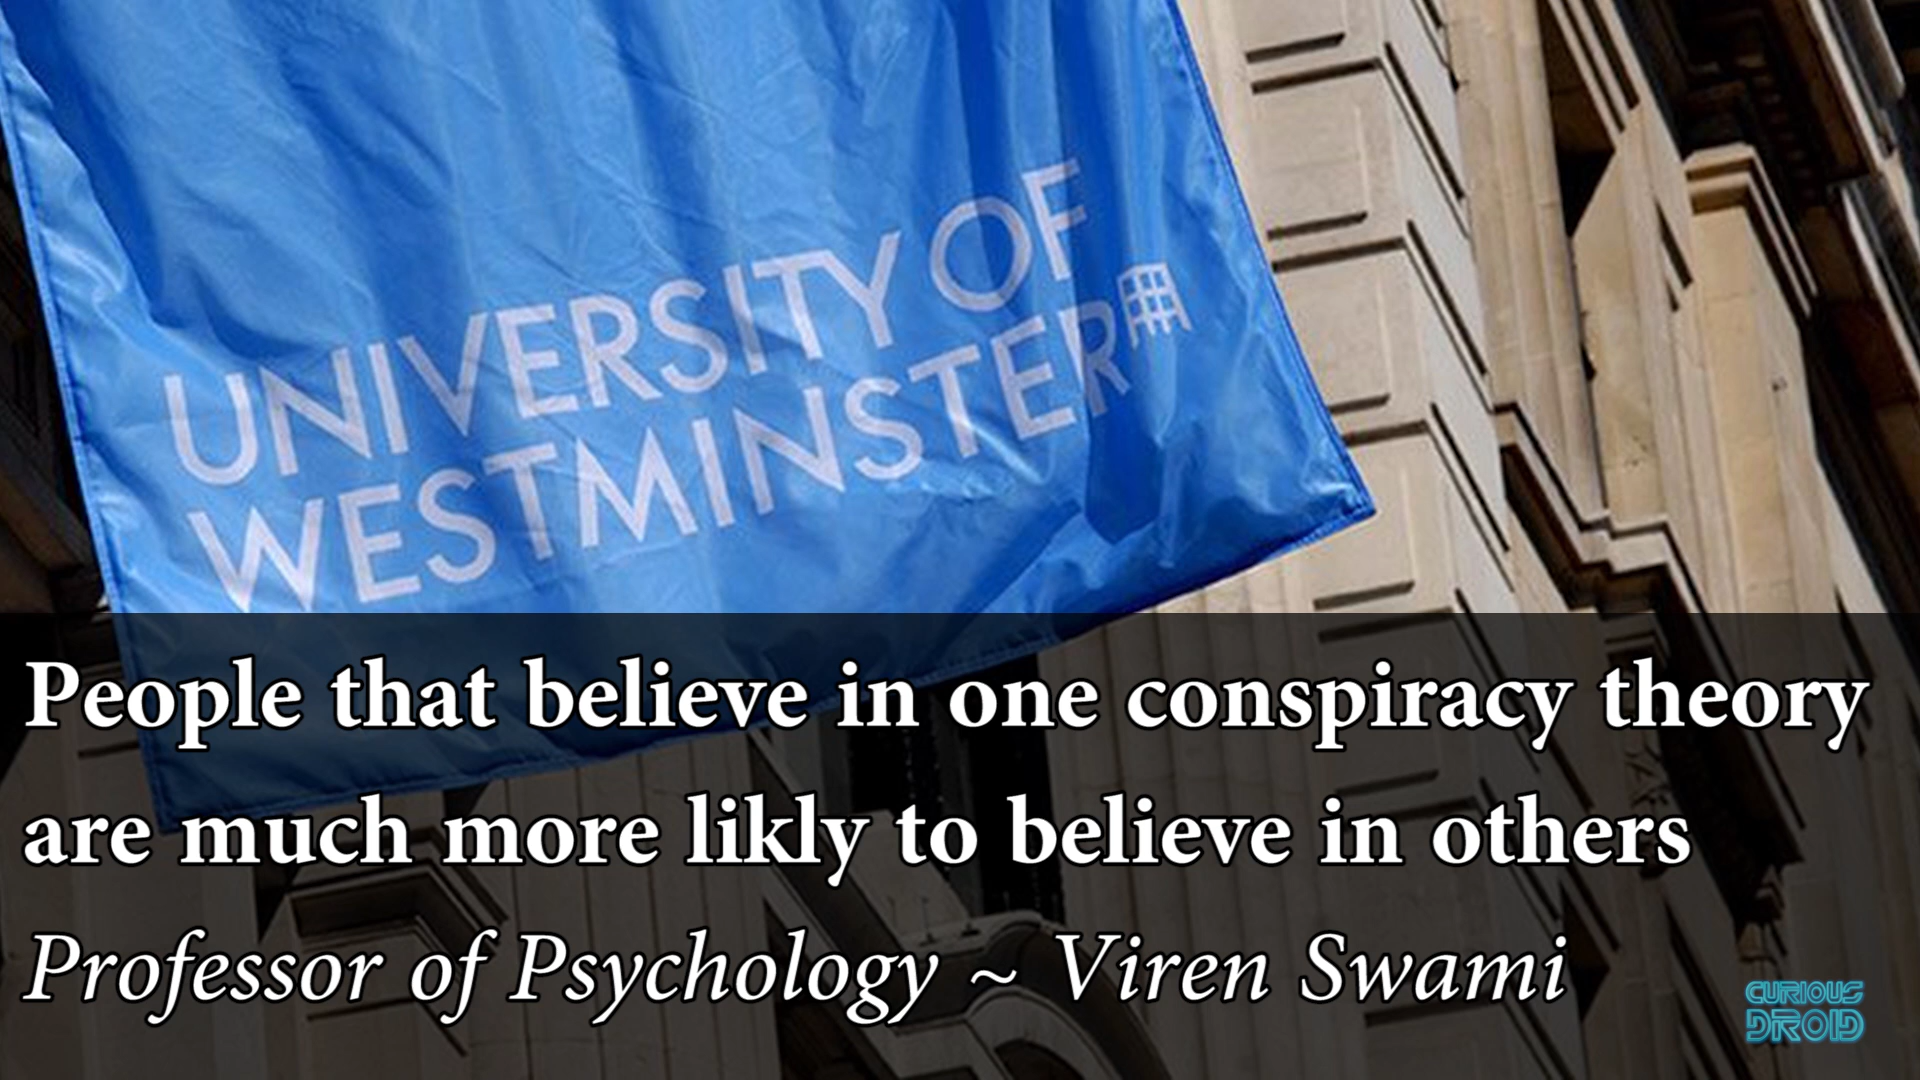 UNIVERSITY OF
WESTMINSTER
People that believe in one conspiracy theory
are much more likly to believe in others
Professor of Psychology ~ Viren Swami
CURIOUS
DROID